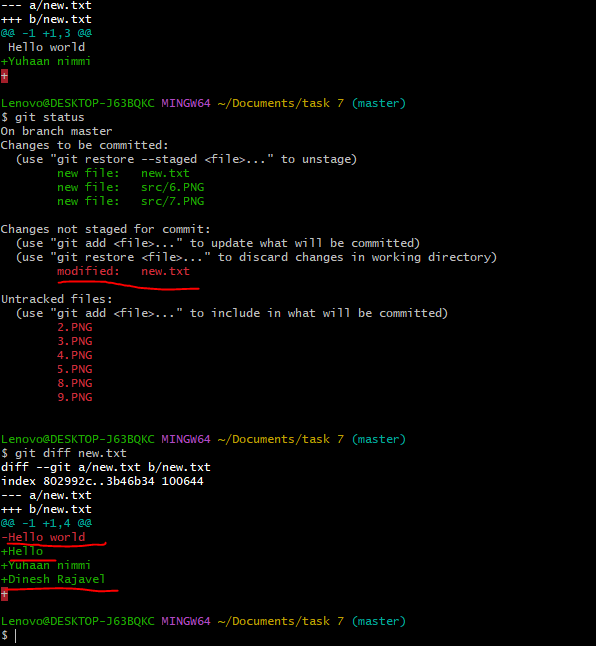 --- a/new.txt
+++ b/new.txt
@@ -1 +1,3 @@
 Hello world
+Yuhaan nimmi
+
Lenovo@DESKTOP-J63BQKC MINGW64 ~/Documents/task 7 (master)
$ git status
On branch master
Changes to be committed:
  (use "git restore --staged <file>..." to unstage)
        new file:   new.txt
        new file:   src/6.PNG
        new file:   src/7.PNG
Changes not staged for commit:
  (use "git add <file>..." to update what will be committed)
  (use "git restore <file>..." to discard changes in working directory)
        modified:   new.txt
Untracked files:
  (use "git add <file>..." to include in what will be committed)
        2.PNG
        3.PNG
        4.PNG
        5.PNG
        8.PNG
        9.PNG
Lenovo@DESKTOP-J63BQKC MINGW64 ~/Documents/task 7 (master)
$ git diff new.txt
diff --git a/new.txt b/new.txt
index 802992c..3b46b34 100644
--- a/new.txt
+++ b/new.txt
@@ -1 +1,4 @@
-Hello world
+Hello
+Yuhaan nimmi
+Dinesh Rajavel
+
Lenovo@DESKTOP-J63BQKC MINGW64 ~/Documents/task 7 (master)
$